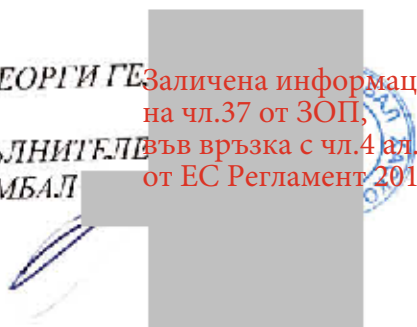 ЕОРГИ ГЕ
Заличена информац
на чл.37 от ЗОП,
ЪЛНИТЕЛ
във връзка с чл.4 ал.
МБАЛ
от ЕС Регламент 201